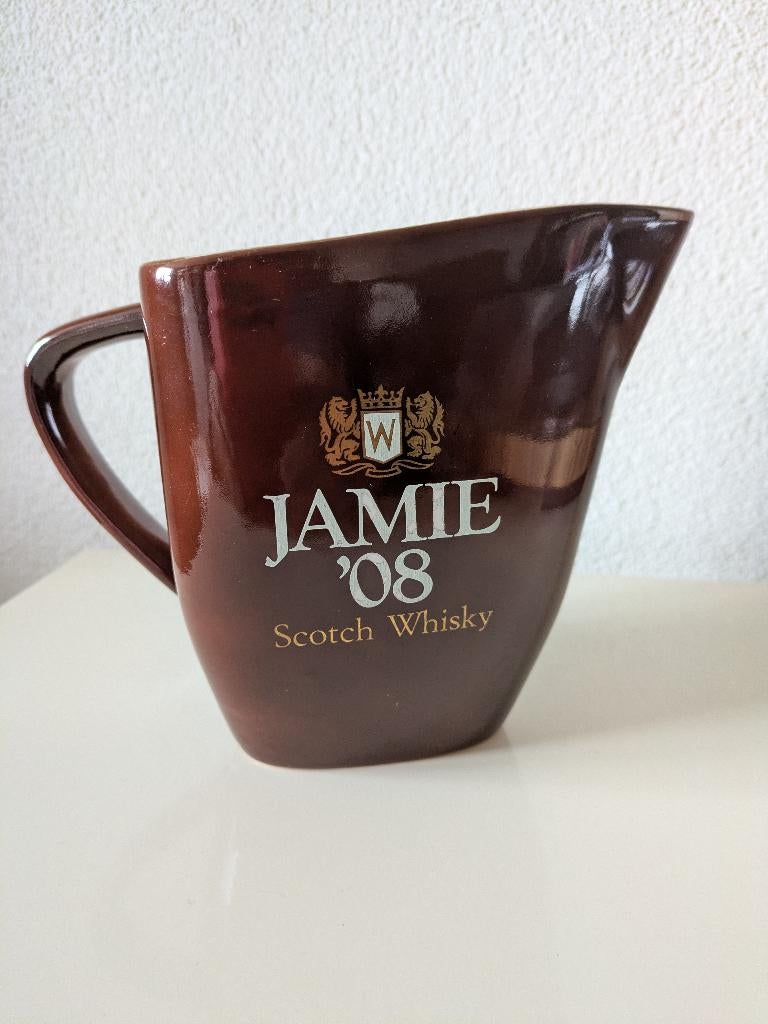 W
JAMIE
'08
Scotch Whisky